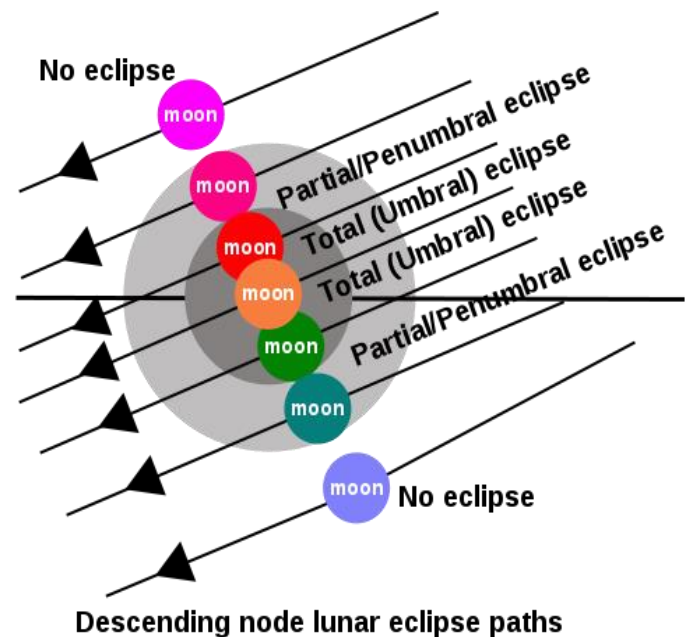 No eclipse
moon
moon
Partial/Penumbral eclipse
moon
Total (Umbral) eclipse
moon
Total (Umbral) eclipse
moon
Partial/Penumbral eclipse
moon
moon
No eclipse
Descending node lunar eclipse paths